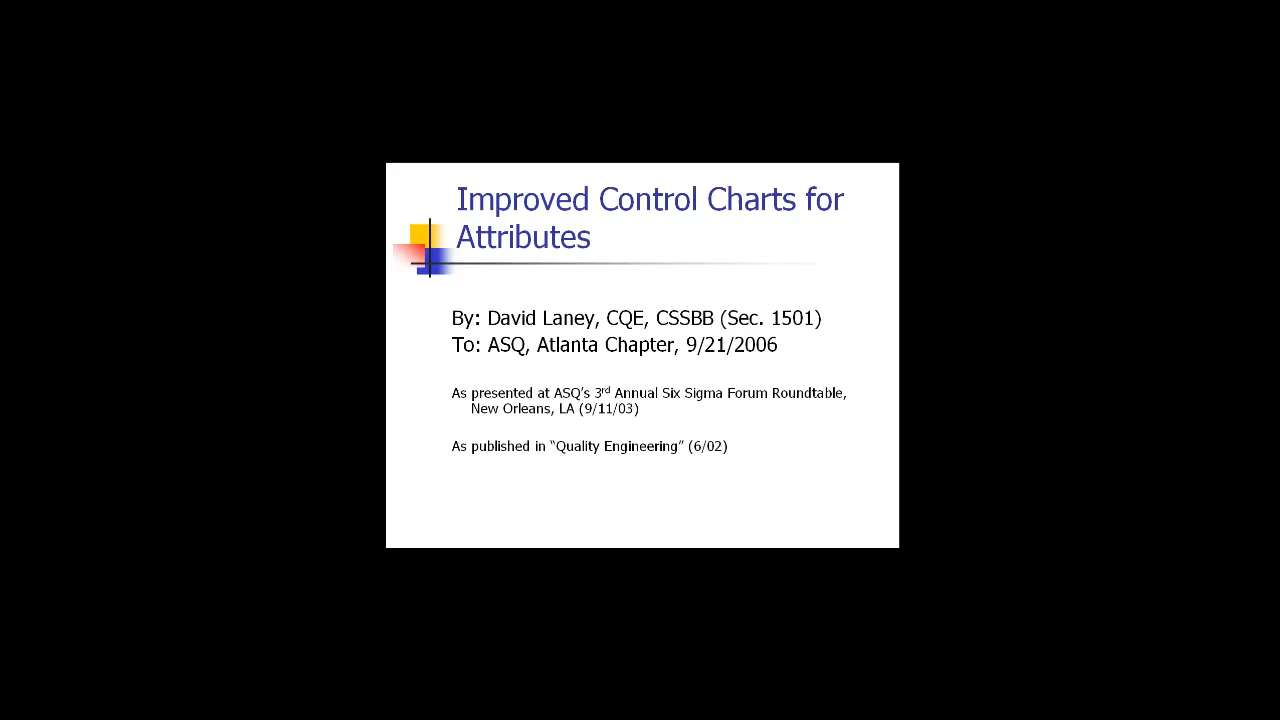 Improved Control Charts for
Attributes
By: David Laney, CQE, CSSBB (Sec. 1501)
To: ASQ, Atlanta Chapter, 9/21/2006
As presented at ASQ's 3rd Annual Six Sigma Forum Roundtable,
New Orleans, LA (9/11/03)
As published in “Quality Engineering” (6/02)